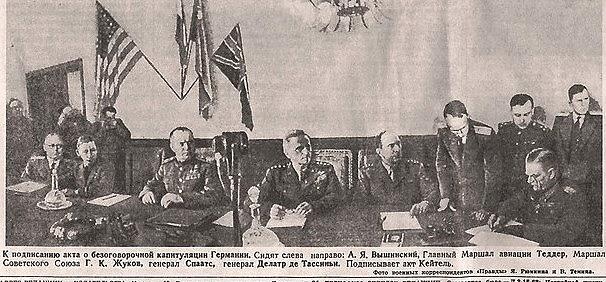 К подписанию акта о безоговорочной капитуляции Германии. Сидят слева направо: А. Я. Вышинский, Главный Маршал авиации Теддер, Маршал
Советского Союза Г. К. Жуков, генерал Спаатс, генерал Делатр де Тассиньи. Подписывает акт Кейтель.
Фото военных корреспондентов «Правды» Я. Рюмкина и В. Темина.